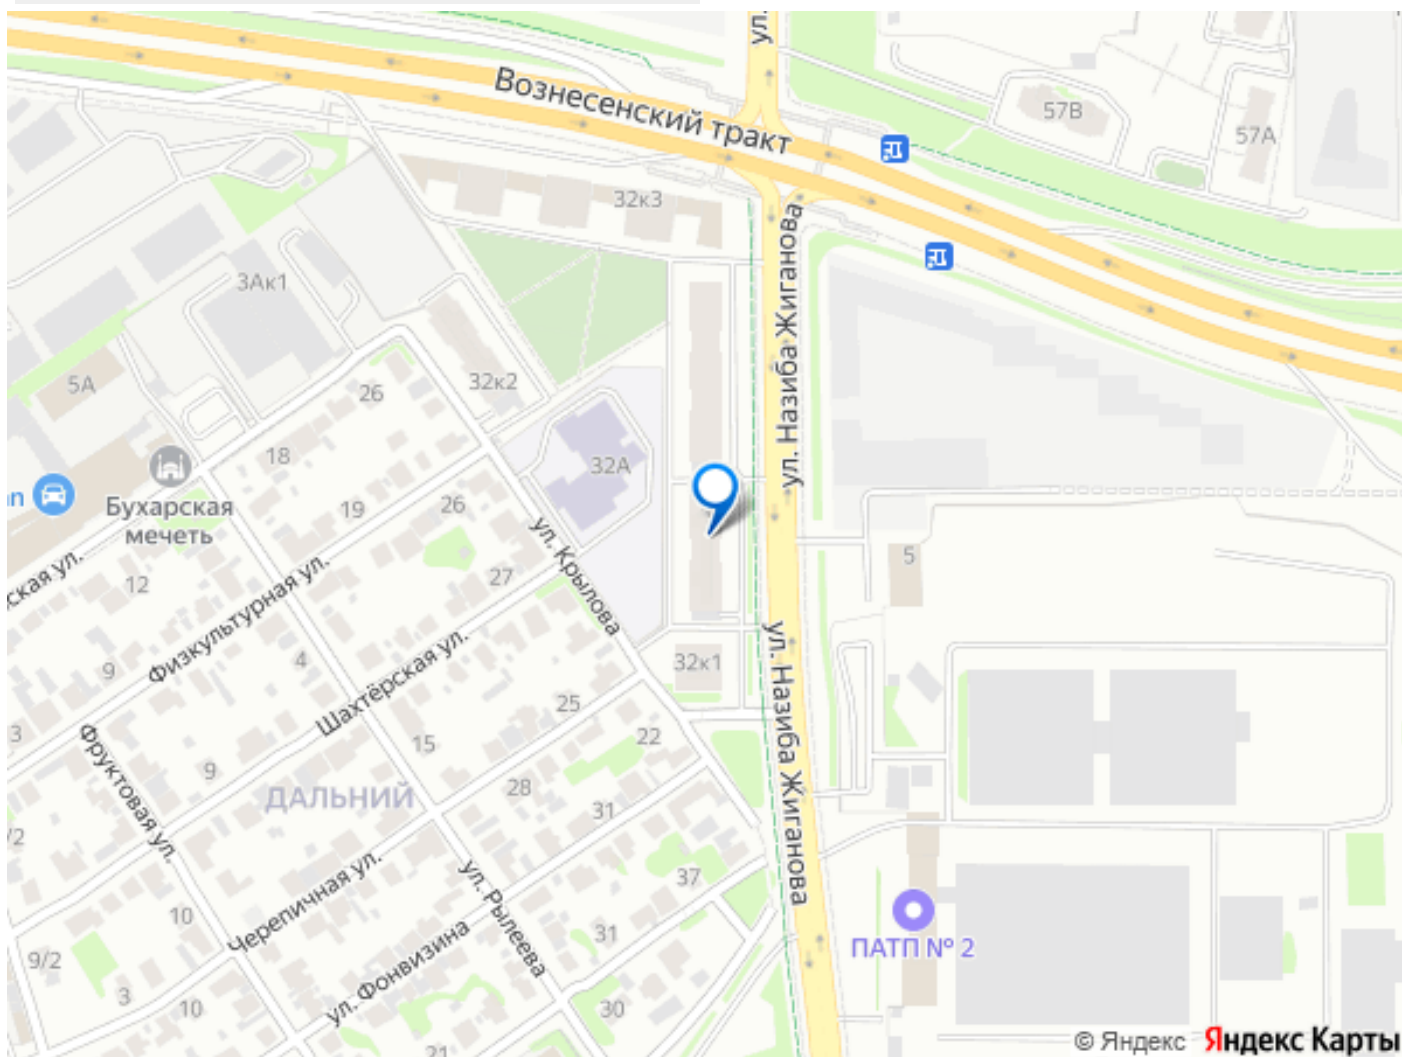 ул.
Вознесенский тракт
57В
57А
32к3
ул. Назиба Жиганова
3Ак1
5А
26
32к2
18
32А
Бухарская
мечеть
19
26
ская ул.
12
27
ул. Крылова
5
Физкультурная ул.
9
4
Шахтёрская ул.
32к1
ул. Назиба Жиганова
3
Фруктовая ул.
25
15
22
9
ДАЛЬНИЙ
28
31
/2
Черепичная ул.
ул. Рылеева
37
10
31
ПАТП № 2
9/2
ул. Фонвизина
3
10
30
21
© Яндекс Яндекс Карты